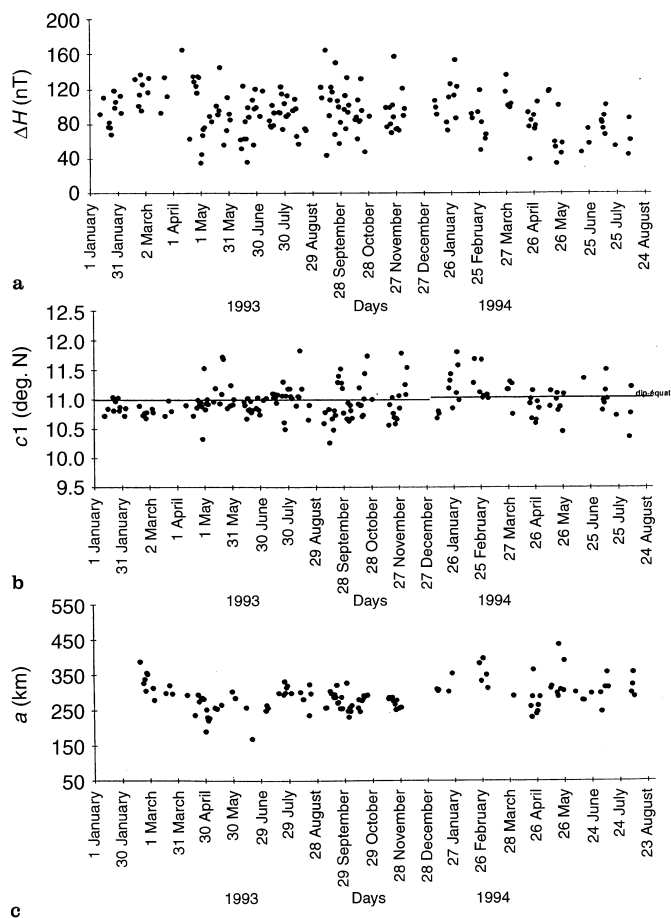 200
160
120
80
40
0
ΔH (nT)
1 January
31 January
2 March
1 April
1 May
31 May
30 June
30 July
29 August
28 September
28 October
27 November
27 December
26 January
25 February
27 March
26 April
26 May
25 June
25 July
24 August
a
1993 Days 1994
12.5
12.0
11.5
11.0
10.5
10.0
9.5
c1 (deg. N)
dip-equat
1 January
31 January
2 March
1 April
1 May
31 May
30 June
30 July
29 August
28 September
28 October
27 November
27 December
26 January
25 February
27 March
26 April
26 May
25 June
25 July
24 August
b
1993 Days 1994
550
450
350
250
150
50
a (km)
1 January
30 January
1 March
31 March
30 April
30 May
29 June
29 July
28 August
29 September
29 October
28 November
28 December
27 January
26 February
28 March
26 April
26 May
24 June
24 July
23 August
1993 Days 1994
c